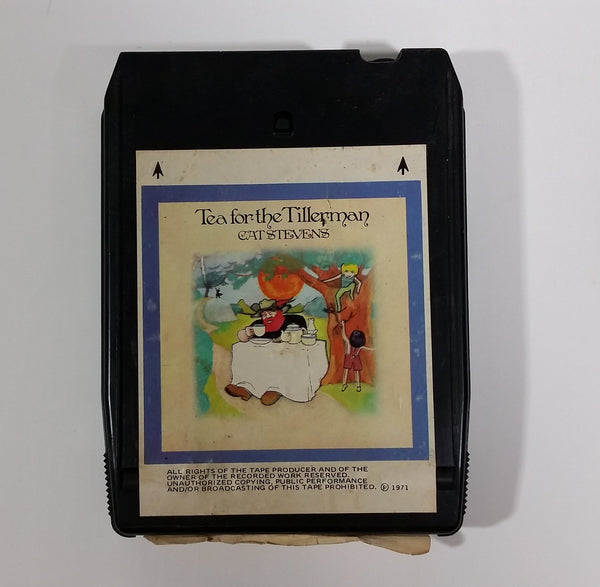 Tea for the Tillerman
CAT STEVENS
ALL RIGHTS OF THE TAPE PRODUCER AND OF THE
OWNER OF THE RECORDED WORK RESERVED.
UNAUTHORIZED COPYING, PUBLIC PERFORMANCE
AND/OR BROADCASTING OF THIS TAPE PROHIBITED. ℗ 1971